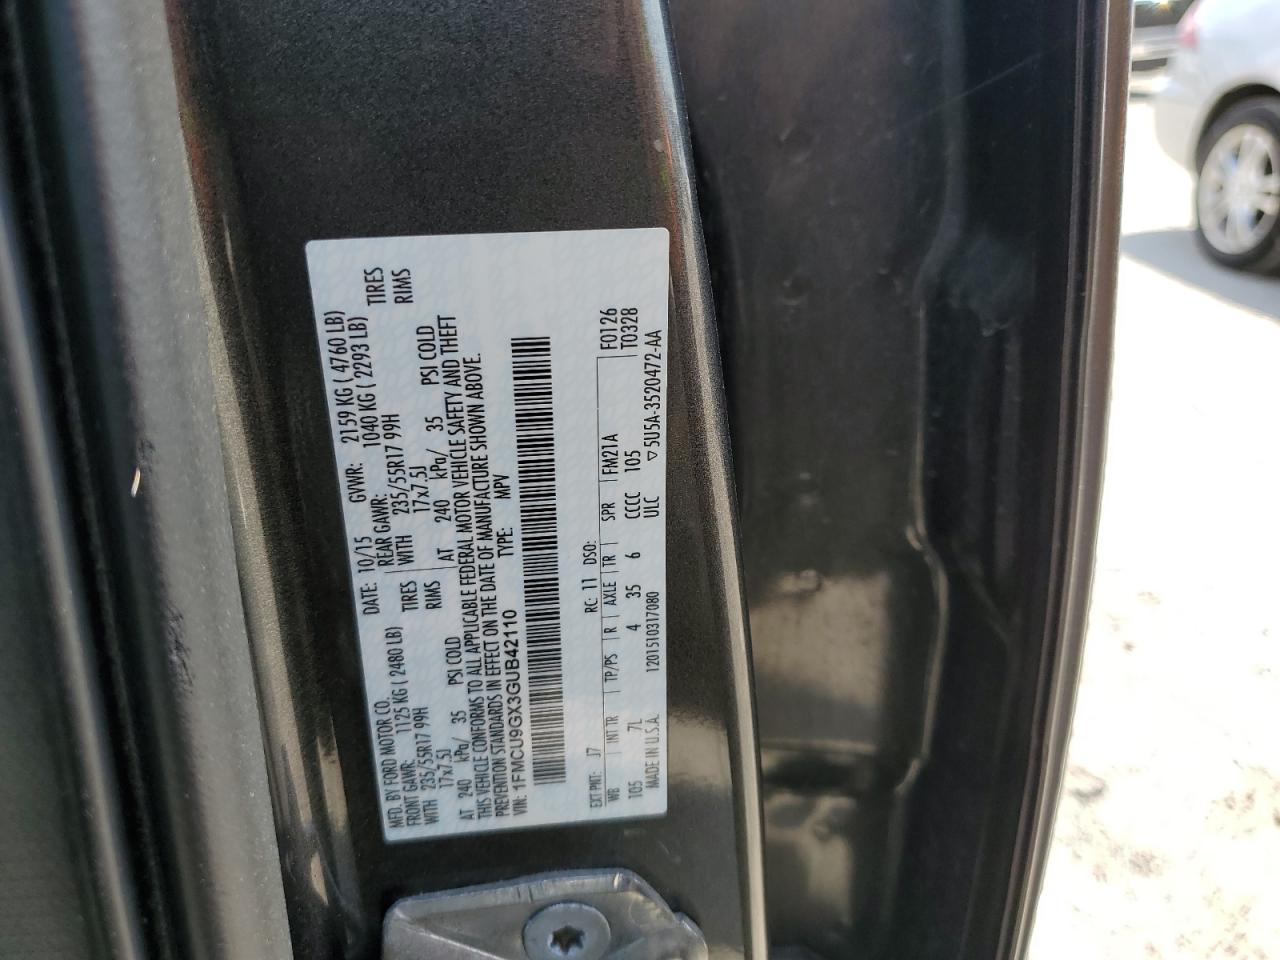 MFD. BY FORD MOTOR CO.
DATE: 10/15 GVWR: 2159 KG ( 4760 LB)
FRONT GAWR: 1125 KG ( 2480 LB) REAR GAWR: 1040 KG ( 2293 LB)
WITH 235/55R17 99H TIRES WITH 235/55R17 99H TIRES
17x7.5J RIMS 17x7.5J RIMS
AT 240 kPa/ 35 PSI COLD AT 240 kPa/ 35 PSI COLD
THIS VEHICLE CONFORMS TO ALL APPLICABLE FEDERAL MOTOR VEHICLE SAFETY AND THEFT
PREVENTION STANDARDS IN EFFECT ON THE DATE OF MANUFACTURE SHOWN ABOVE.
VIN: 1FMCU9GX3GUB42110 TYPE: MPV
EXT PNT: J7 RC: 11 DSO: F0126
WB INT TR TP/PS R AXLE TR SPR FM21A T0328
105 7L 4 35 6 CCCC 105
MADE IN U.S.A. 1201510317080 ULC ▽5U5A-3520472-AA